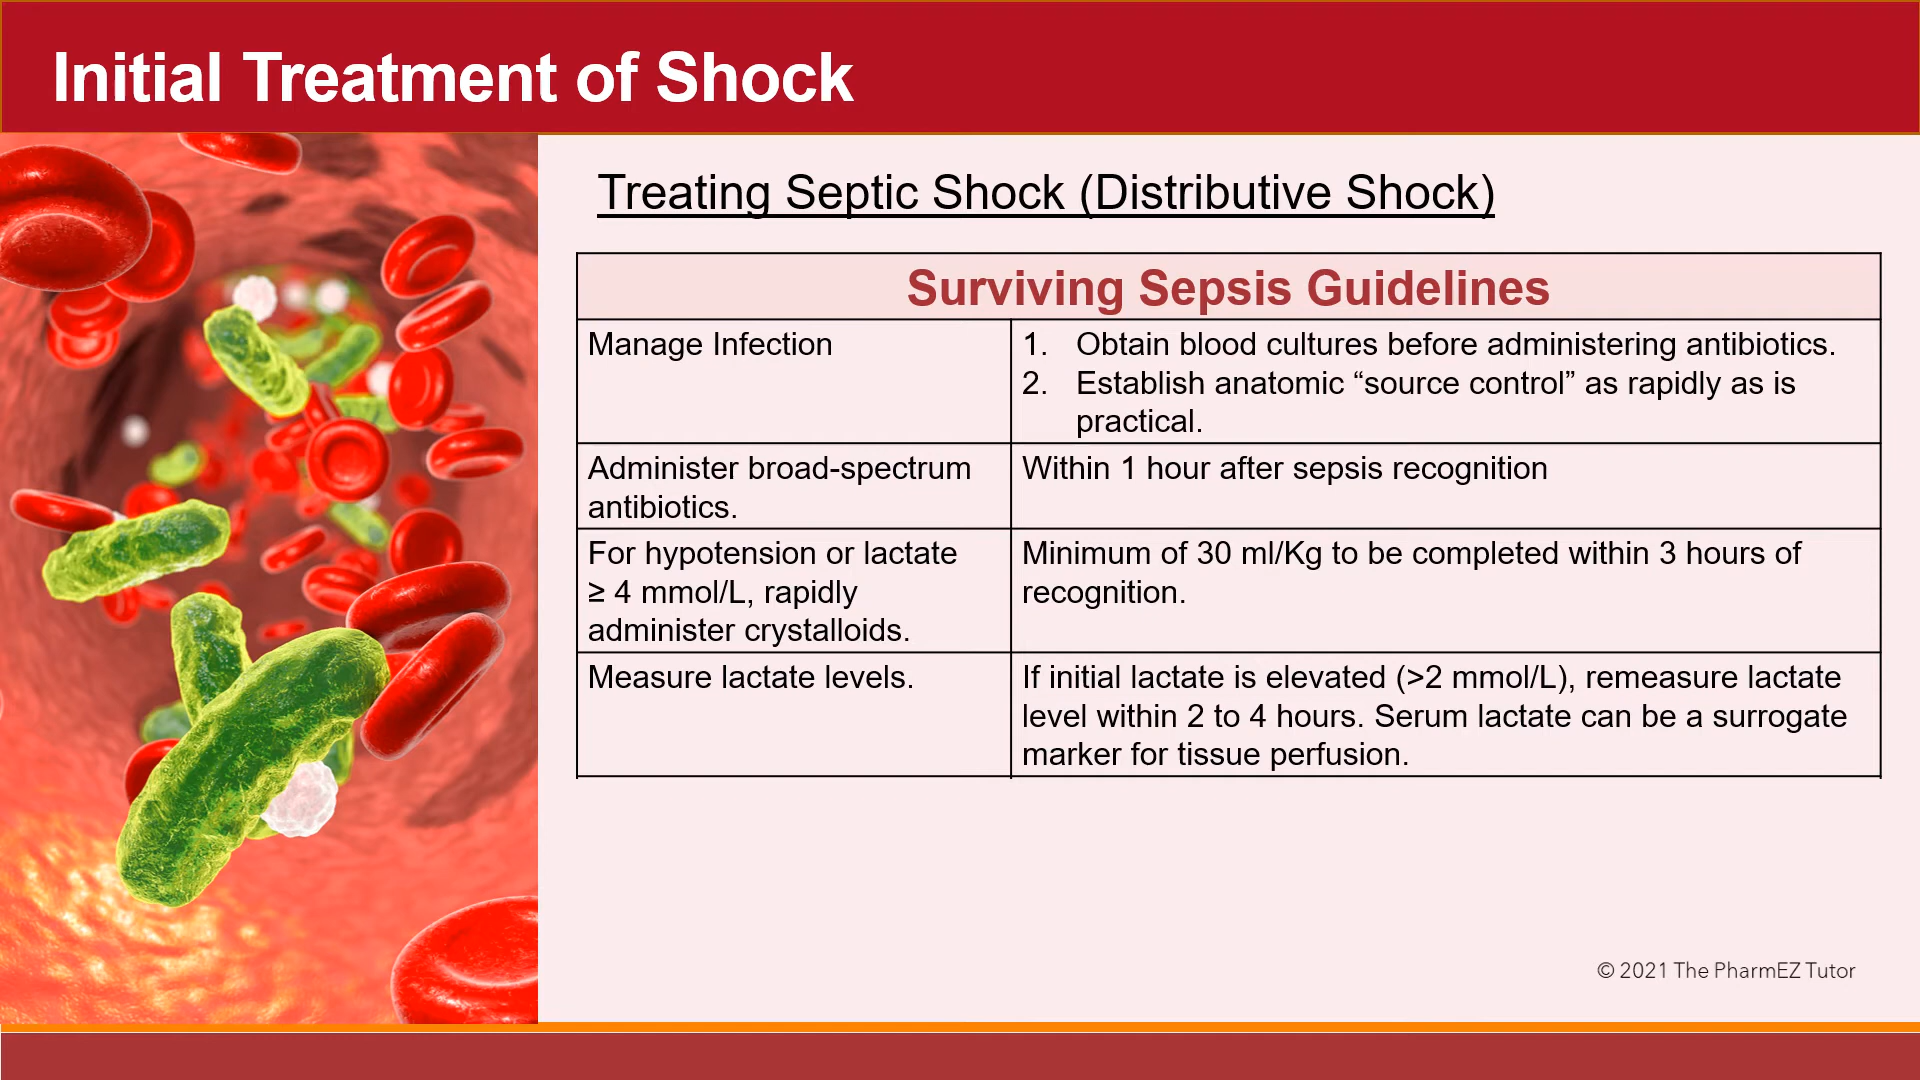 Initial Treatment of Shock
Treating Septic Shock (Distributive Shock)
Surviving Sepsis Guidelines
Manage Infection
1. Obtain blood cultures before administering antibiotics.
2. Establish anatomic “source control” as rapidly as is
practical.
Administer broad-spectrum
antibiotics.
Within 1 hour after sepsis recognition
For hypotension or lactate
≥ 4 mmol/L, rapidly
administer crystalloids.
Minimum of 30 ml/Kg to be completed within 3 hours of
recognition.
Measure lactate levels.
If initial lactate is elevated (>2 mmol/L), remeasure lactate
level within 2 to 4 hours. Serum lactate can be a surrogate
marker for tissue perfusion.
© 2021 The PharmEZ Tutor